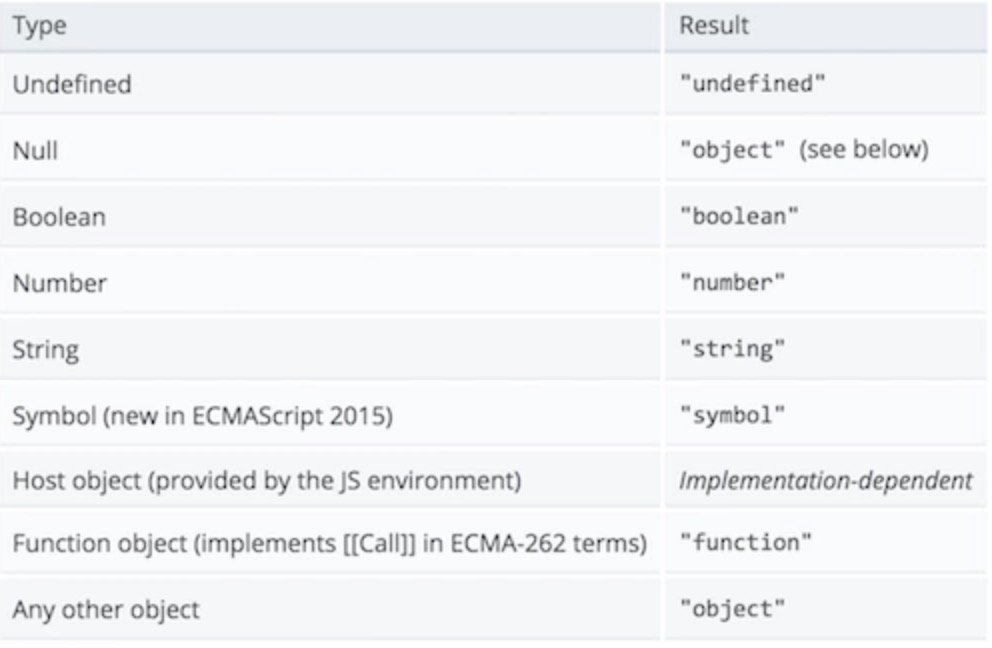 Type Result
Undefined "undefined"
Null "object" (see below)
Boolean "boolean"
Number "number"
String "string"
Symbol (new in ECMAScript 2015) "symbol"
Host object (provided by the JS environment) Implementation-dependent
Function object (implements [[Call]] in ECMA-262 terms) "function"
Any other object "object"